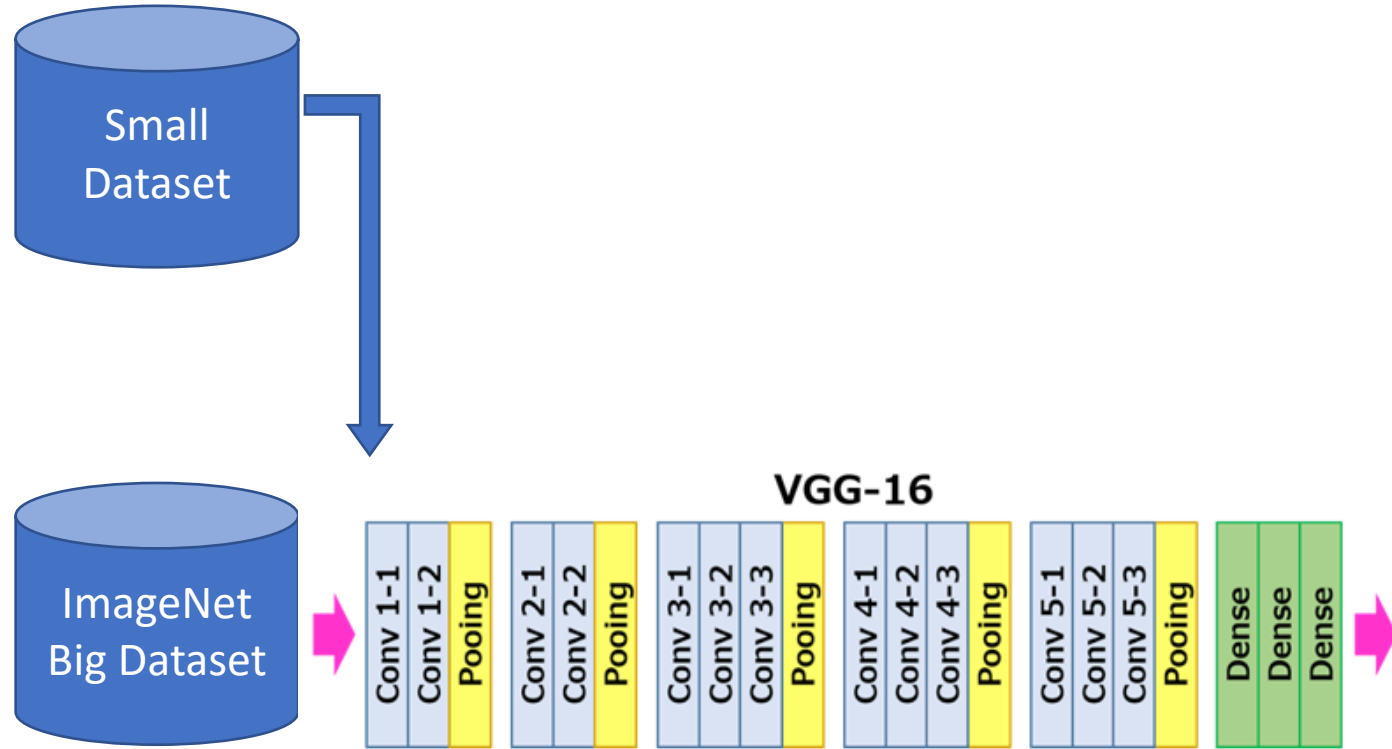 Small
Dataset
VGG-16
ImageNet
Big Dataset
Conv 1-1
Conv 1-2
Pooing
Conv 2-1
Conv 2-2
Pooing
Conv 3-1
Conv 3-2
Conv 3-3
Pooing
Conv 4-1
Conv 4-2
Conv 4-3
Pooing
Conv 5-1
Conv 5-2
Conv 5-3
Pooing
Dense
Dense
Dense